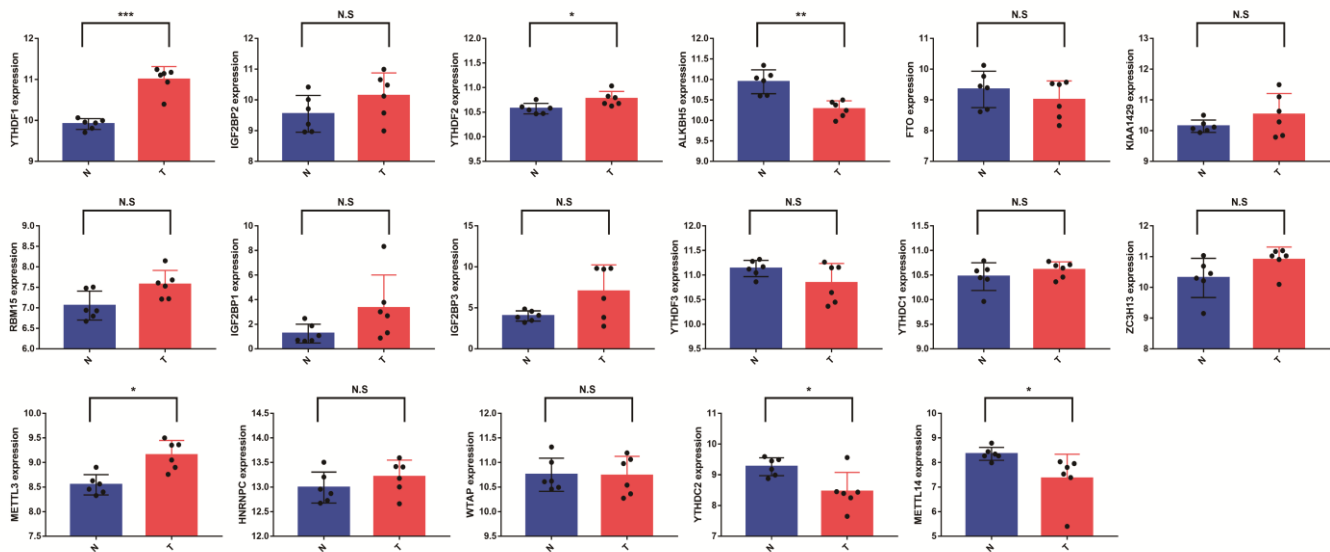 ***
YTHDF1 expression
12
11
10
9
N
T
N.S
IGF2BP2 expression
12
11
10
9
8
N
T
*
YTHDF2 expression
12.0
11.5
11.0
10.5
10.0
9.5
N
T
**
ALKBH5 expression
12.0
11.5
11.0
10.5
10.0
9.5
9.0
N
T
N.S
FTO expression
11
10
9
8
7
N
T
N.S
KIAA1429 expression
13
12
11
10
9
N
T
N.S
RBM15 expression
9.0
8.5
8.0
7.5
7.0
6.5
6.0
N
T
N.S
IGF2BP1 expression
10
8
6
4
2
0
N
T
N.S
IGF2BP3 expression
15
10
5
0
N
T
N.S
YTHDF3 expression
12.0
11.5
11.0
10.5
10.0
9.5
N
T
N.S
YTHDC1 expression
11.5
11.0
10.5
10.0
9.5
9.0
N
T
N.S
ZC3H13 expression
12
11
10
9
8
N
T
*
METTL3 expression
10.0
9.5
9.0
8.5
8.0
7.5
N
T
N.S
HNRNPC expression
14.5
14.0
13.5
13.0
12.5
12.0
N
T
N.S
WTAP expression
12.0
11.5
11.0
10.5
10.0
9.5
N
T
*
YTHDC2 expression
11
10
9
8
7
6
N
T
*
METTL14 expression
10
9
8
7
6
5
14
N
T